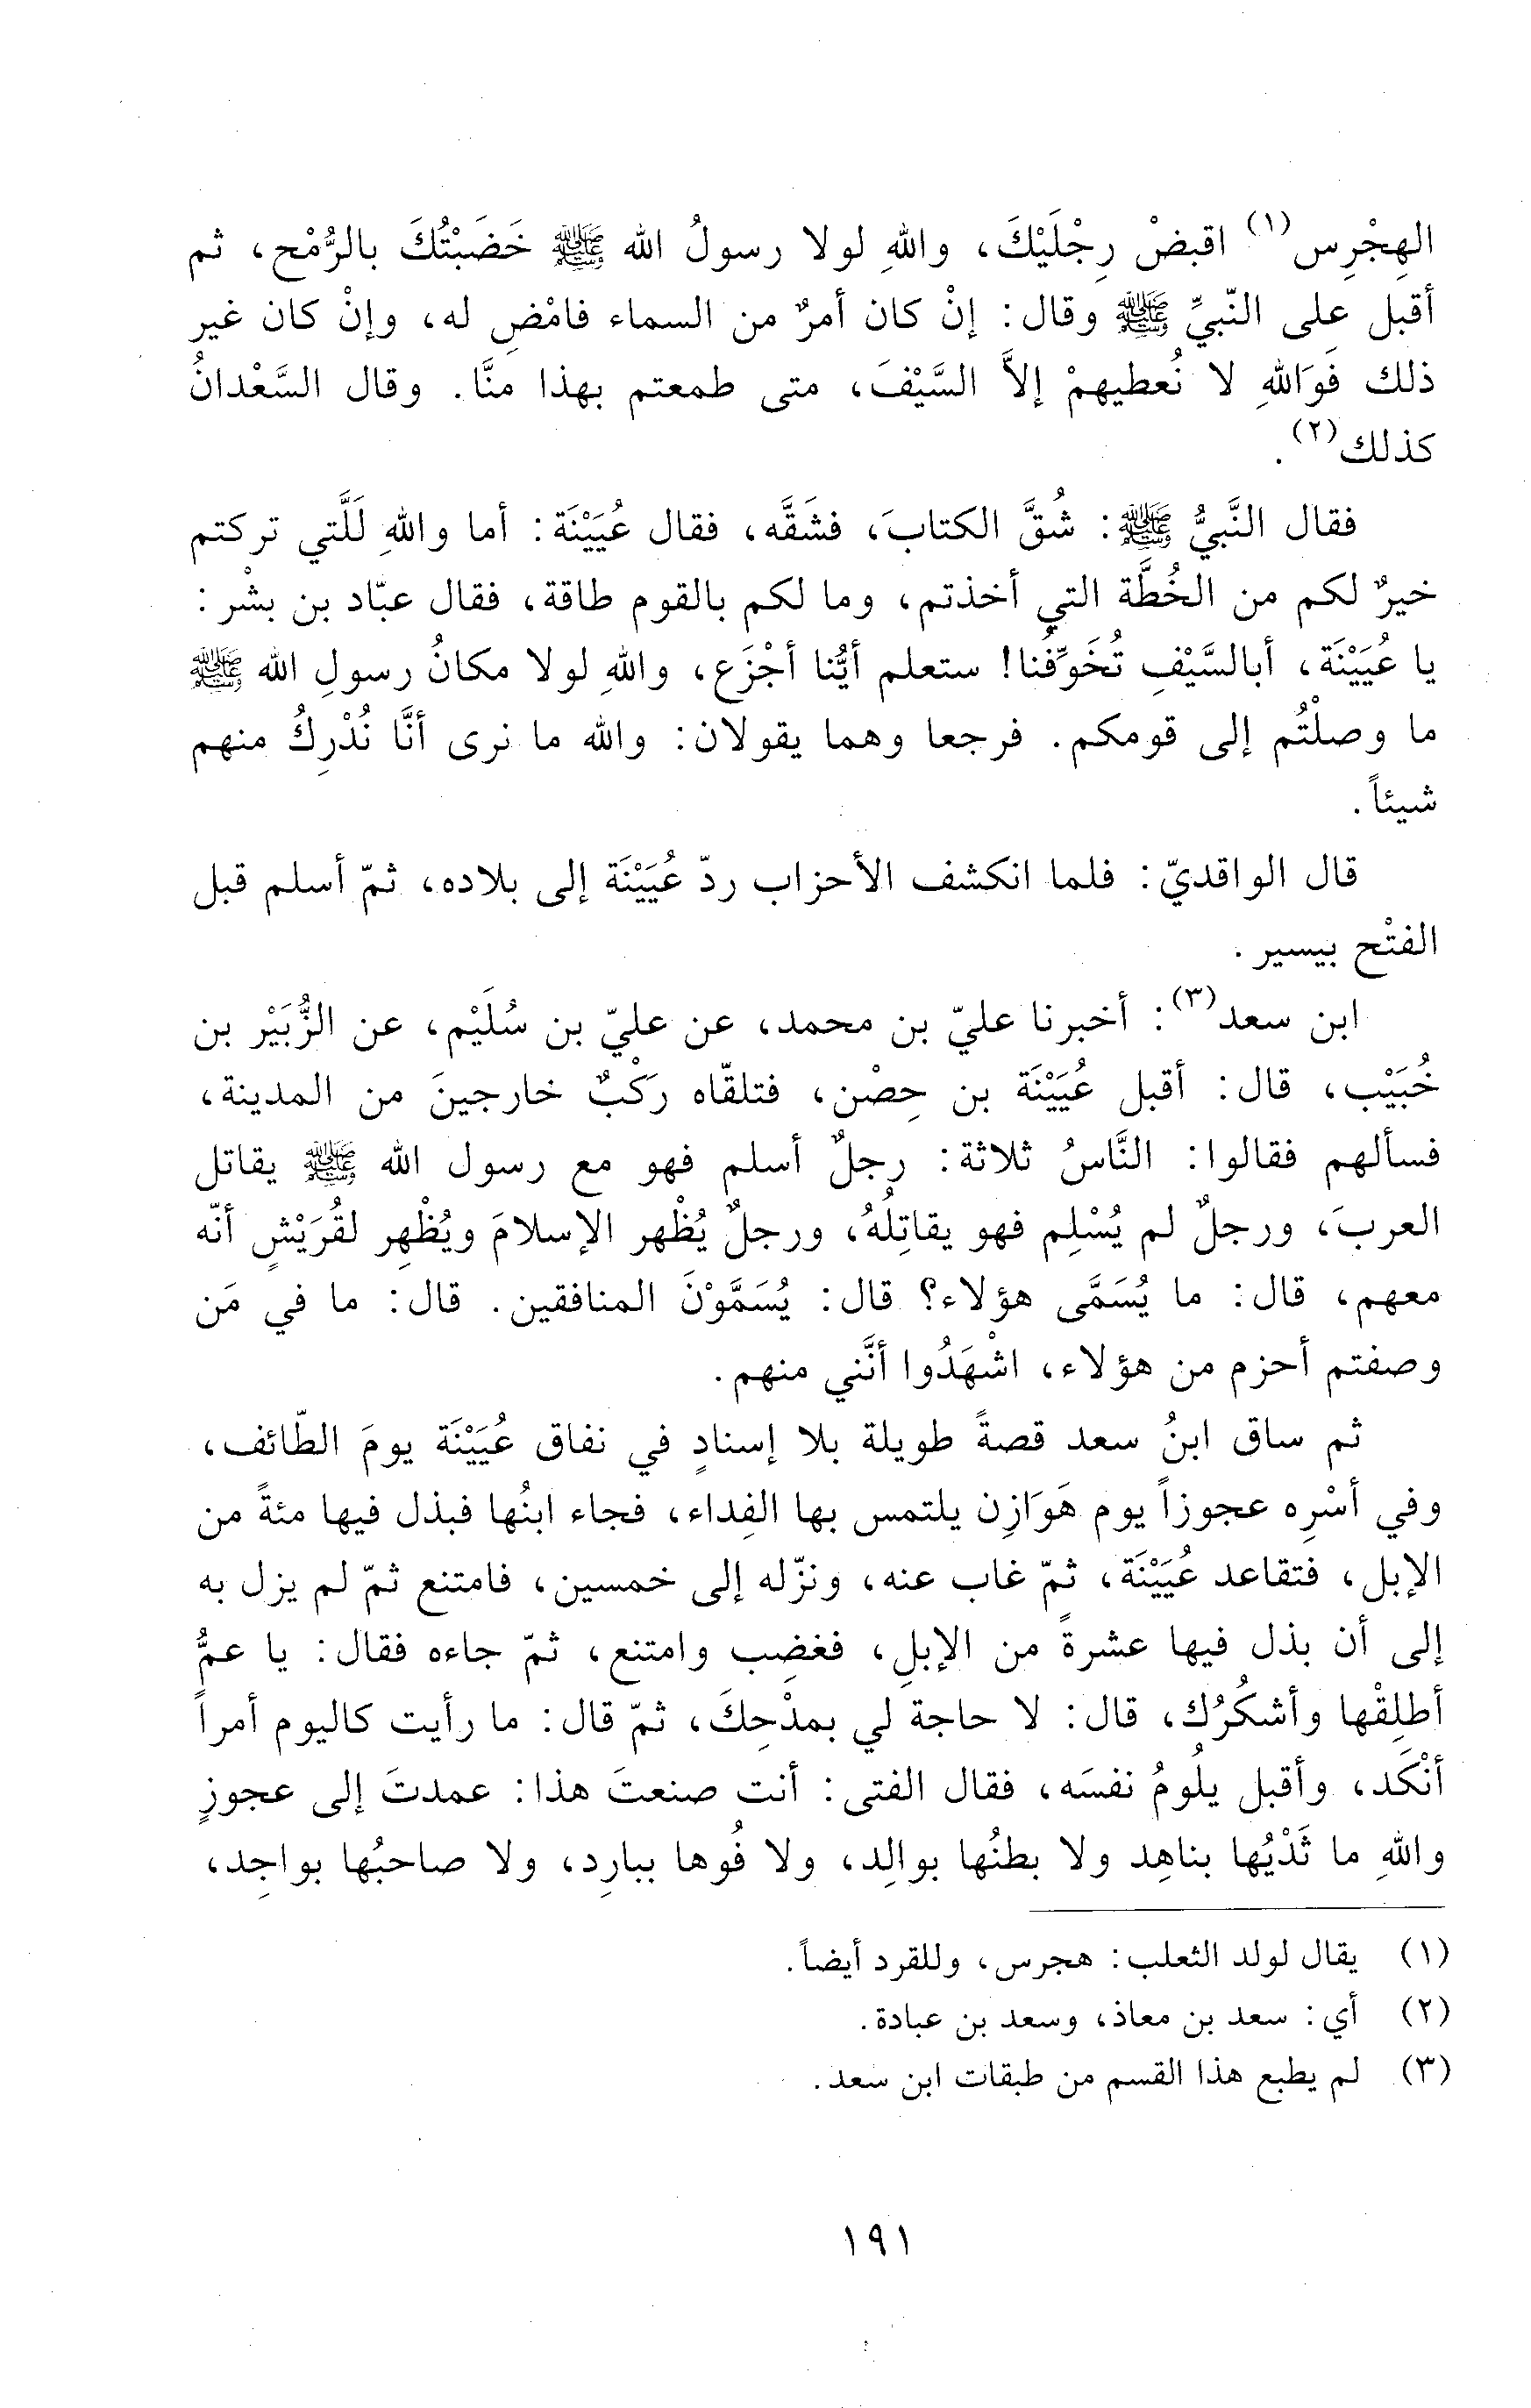 الهِجْرِس(١) اقبضْ رِجْلَيْكَ، واللهِ لولا رسولُ الله ﷺ خَضَبْتُكَ بالرُّمْح، ثم
أقبل على النّبيِّ ﷺ وقال: إنْ كان أمرٌ من السماء فامْضِ له، وإنْ كان غير
ذلك فَوَاللهِ لا نُعطيهمْ إلاَّ السَّيْفَ، متى طمعتم بهذا منَّا. وقال السَّعْدانُ
كذلك(٢).
فقال النَّبيُّ ﷺ: شُقَّ الكتابَ، فشَقَّه، فقال عُيَيْنَة: أما واللهِ لَلَّتي تركتم
خيرٌ لكم من الخُطَّة التي أخذتم، وما لكم بالقوم طاقة، فقال عبّاد بن بشْر:
يا عُيَيْنَة، أبالسَّيْفِ تُخَوِّفُنا! ستعلم أيُّنا أجْزَع، واللهِ لولا مكانُ رسولِ الله ﷺ
ما وصلْتُم إلى قومكم. فرجعا وهما يقولان: والله ما نرى أنَّا نُدْرِكُ منهم
شيئاً.
قال الواقديّ: فلما انكشف الأحزاب ردّ عُيَيْنَة إلى بلاده، ثمّ أسلم قبل
الفتْح بيسير.
ابن سعد(٣): أخبرنا عليّ بن محمد، عن عليّ بن سُلَيْم، عن الزُّبَيْر بن
خُبَيْب، قال: أقبل عُيَيْنَة بن حِصْن، فتلقّاه رَكْبٌ خارجينَ من المدينة،
فسألهم فقالوا: النَّاسُ ثلاثة: رجلٌ أسلم فهو مع رسول الله ﷺ يقاتل
العربَ، ورجلٌ لم يُسْلِم فهو يقاتِلُهُ، ورجلٌ يُظْهر الإسلامَ ويُظْهِر لقُرَيْشٍ أنّه
معهم، قال: ما يُسَمَّى هؤلاء؟ قال: يُسَمَّوْنَ المنافقين. قال: ما في مَن
وصفتم أحزم من هؤلاء، اشْهَدُوا أنَّني منهم.
ثم ساق ابنُ سعد قصةً طويلة بلا إسنادٍ في نفاق عُيَيْنَة يومَ الطّائف،
وفي أسْرِه عجوزاً يوم هَوَازِن يلتمس بها الفِداء، فجاء ابنُها فبذل فيها مئةً من
الإبل، فتقاعد عُيَيْنَة، ثمّ غاب عنه، ونزّله إلى خمسين، فامتنع ثمّ لم يزل به
إلى أن بذل فيها عشرةً من الإبلِ، فغضِب وامتنع، ثمّ جاءه فقال: يا عمُّ
أطلِقْها وأشكُرُك، قال: لا حاجة لي بمدْحِكَ، ثمّ قال: ما رأيت كاليوم أمراً
أنْكَد، وأقبل يلُومُ نفسَه، فقال الفتى: أنت صنعتَ هذا: عمدتَ إلى عجوزٍ
واللهِ ما ثَدْيُها بناهِد ولا بطنُها بوالِد، ولا فُوها ببارِد، ولا صاحبُها بواجِد،
(١) يقال لولد الثعلب: هجرس، وللقرد أيضاً.
(٢) أي: سعد بن معاذ، وسعد بن عبادة.
(٣) لم يطبع هذا القسم من طبقات ابن سعد.
١٩١